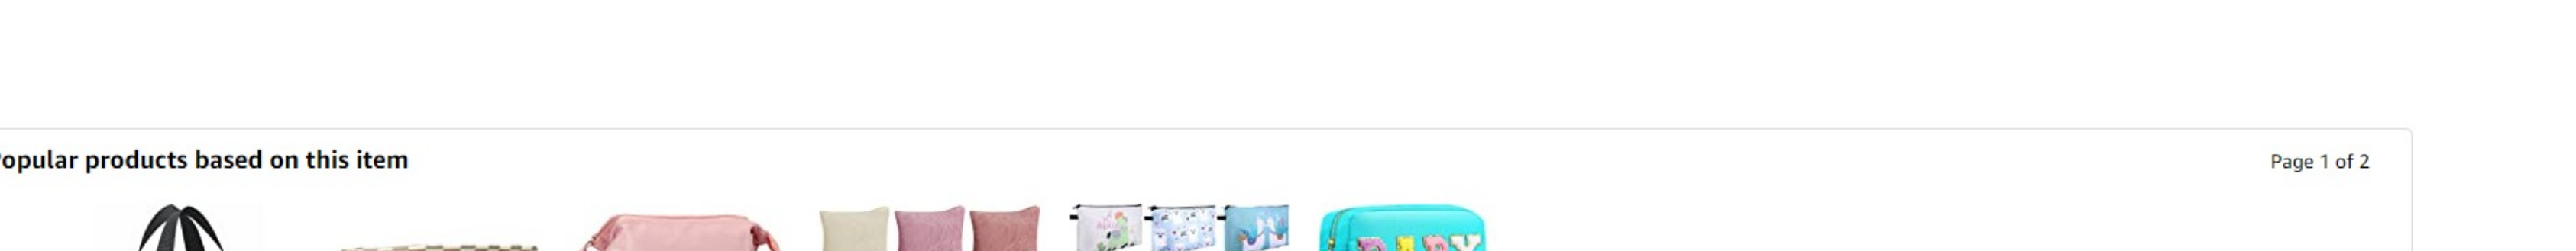 opular products based on this item
Page 1 of 2